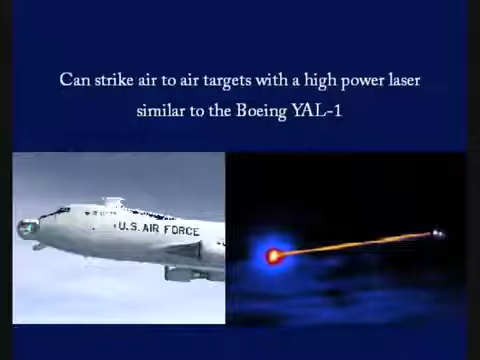 Can strike air to air targets with a high power laser
similar to the Boeing YAL-1
U.S. AIR FORCE